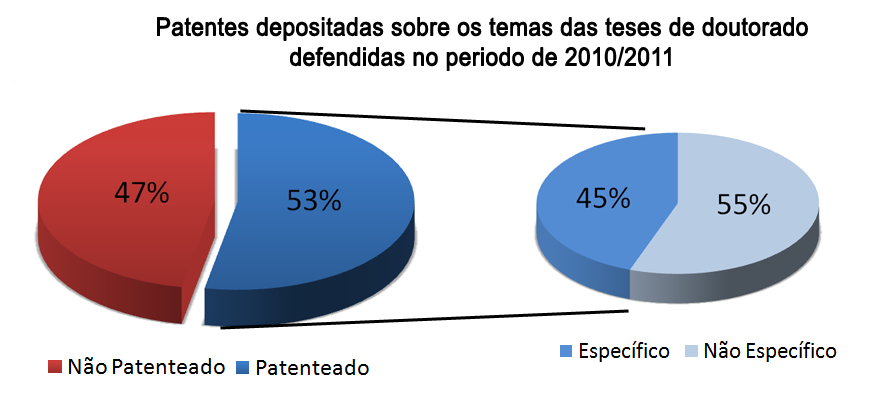 Patentes depositadas sobre os temas das teses de doutorado
defendidas no periodo de 2010/2011
47%
53%
45%
55%
Não Patenteado
Patenteado
Específico
Não Específico